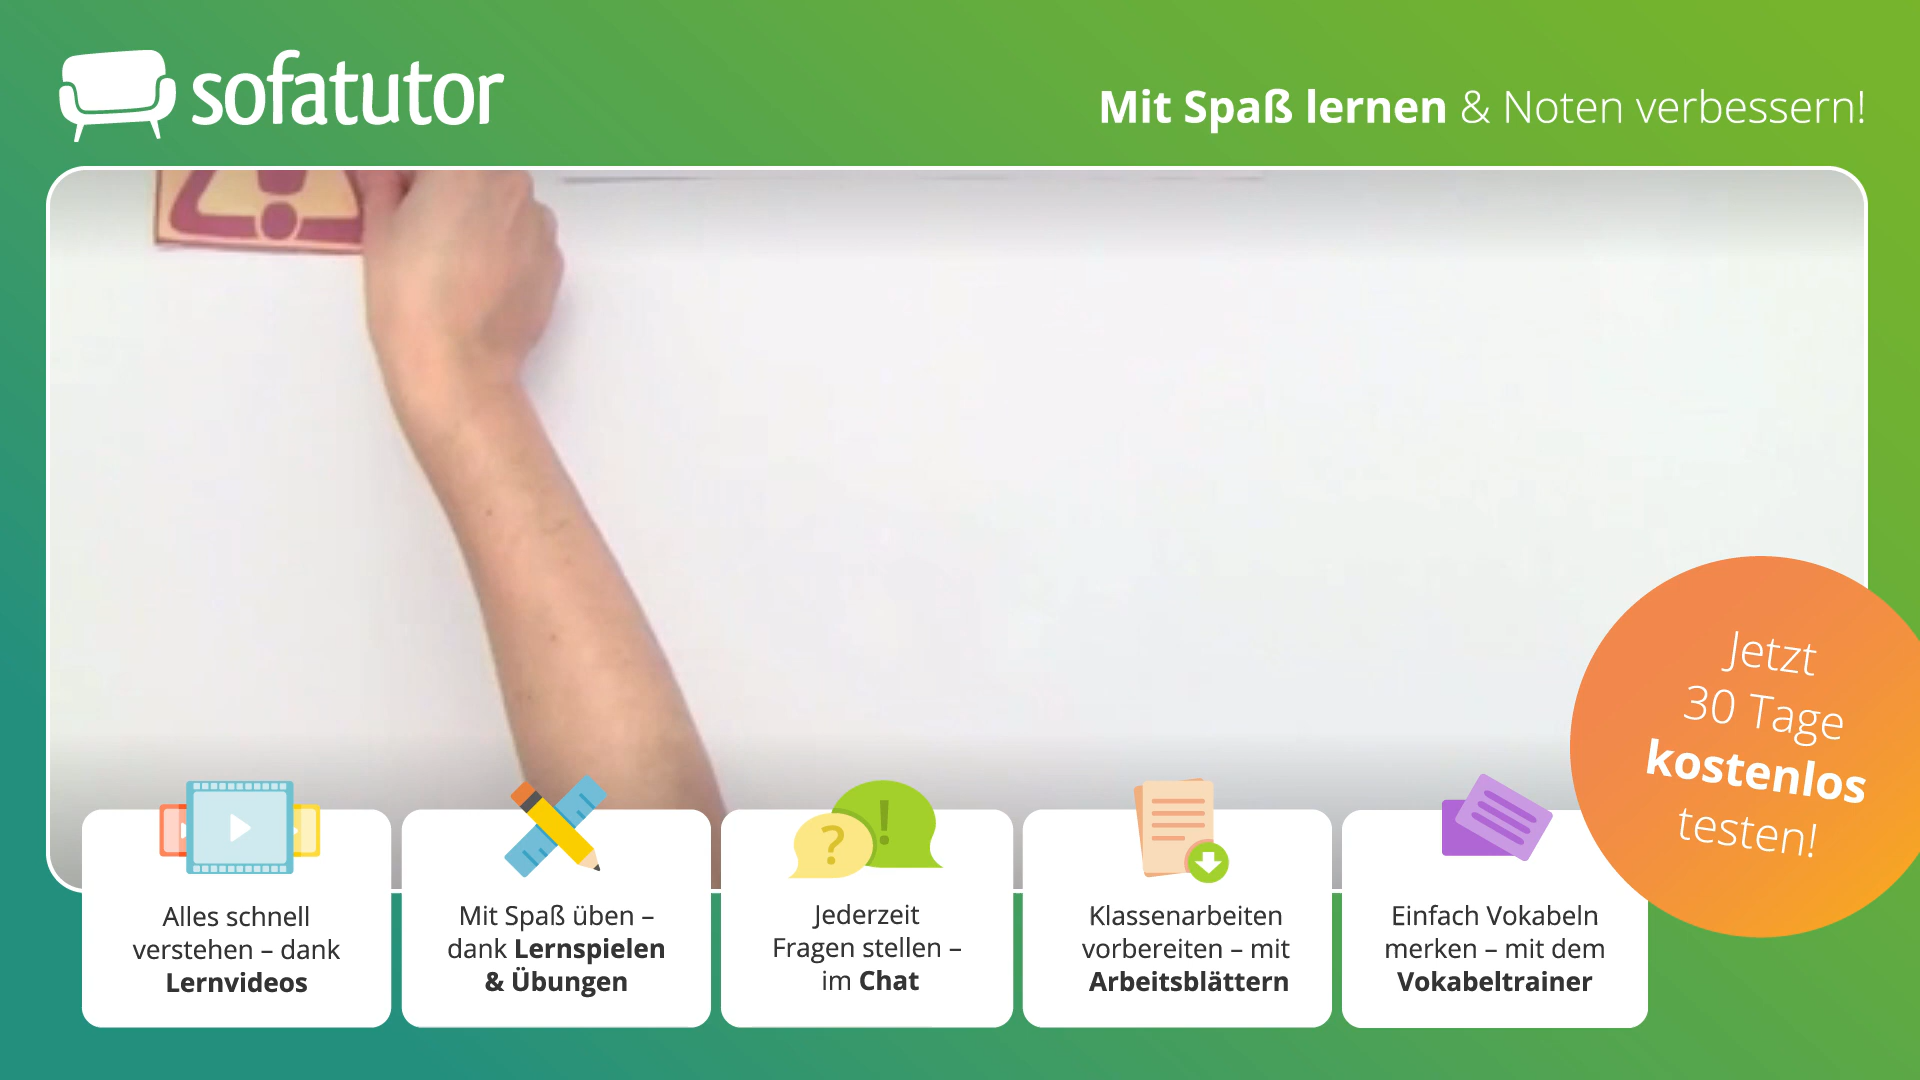 sofatutor
Mit Spaß lernen & Noten verbessern!
Jetzt
30 Tage
kostenlos
testen!
Alles schnell
verstehen – dank
Lernvideos
Mit Spaß üben –
dank Lernspielen
& Übungen
?
!
Jederzeit
Fragen stellen –
im Chat
Klassenarbeiten
vorbereiten – mit
Arbeitsblättern
Einfach Vokabeln
merken – mit dem
Vokabeltrainer